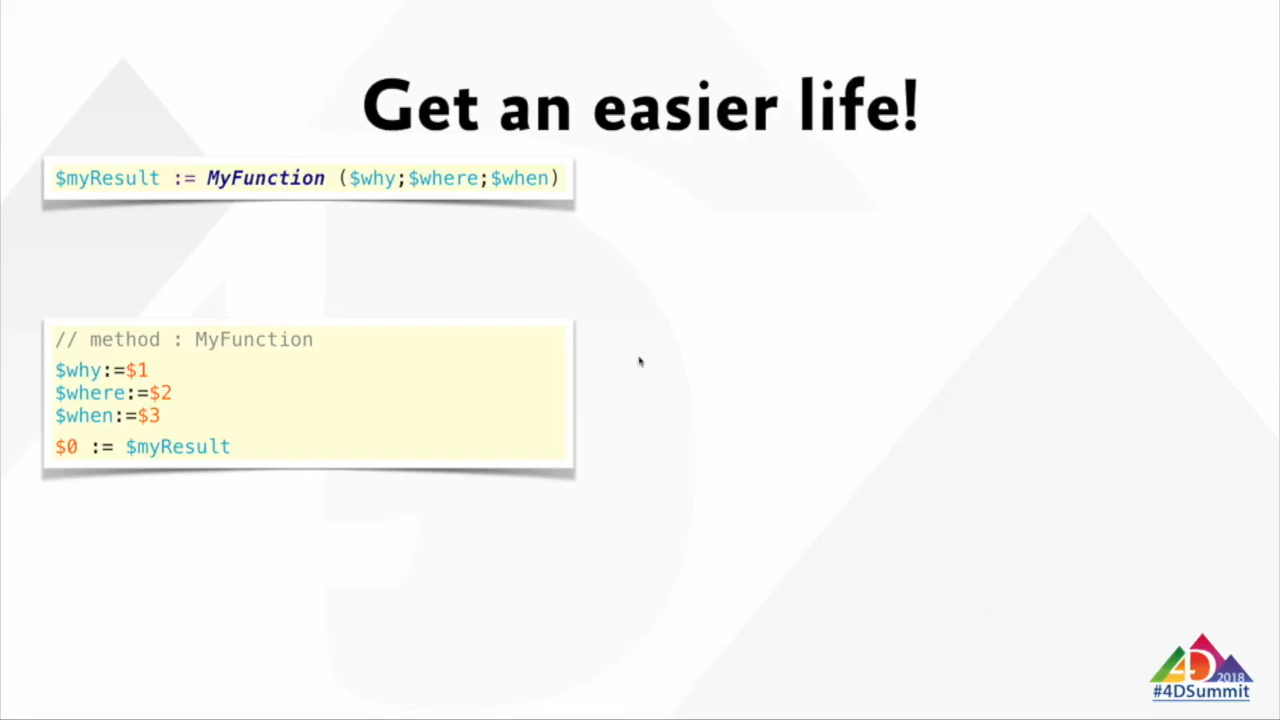 Get an easier life!
$myResult := MyFunction ($why;$where;$when)
// method : MyFunction
$why:=$1
$where:=$2
$when:=$3
$0 := $myResult
4D 2018
#4DSummit